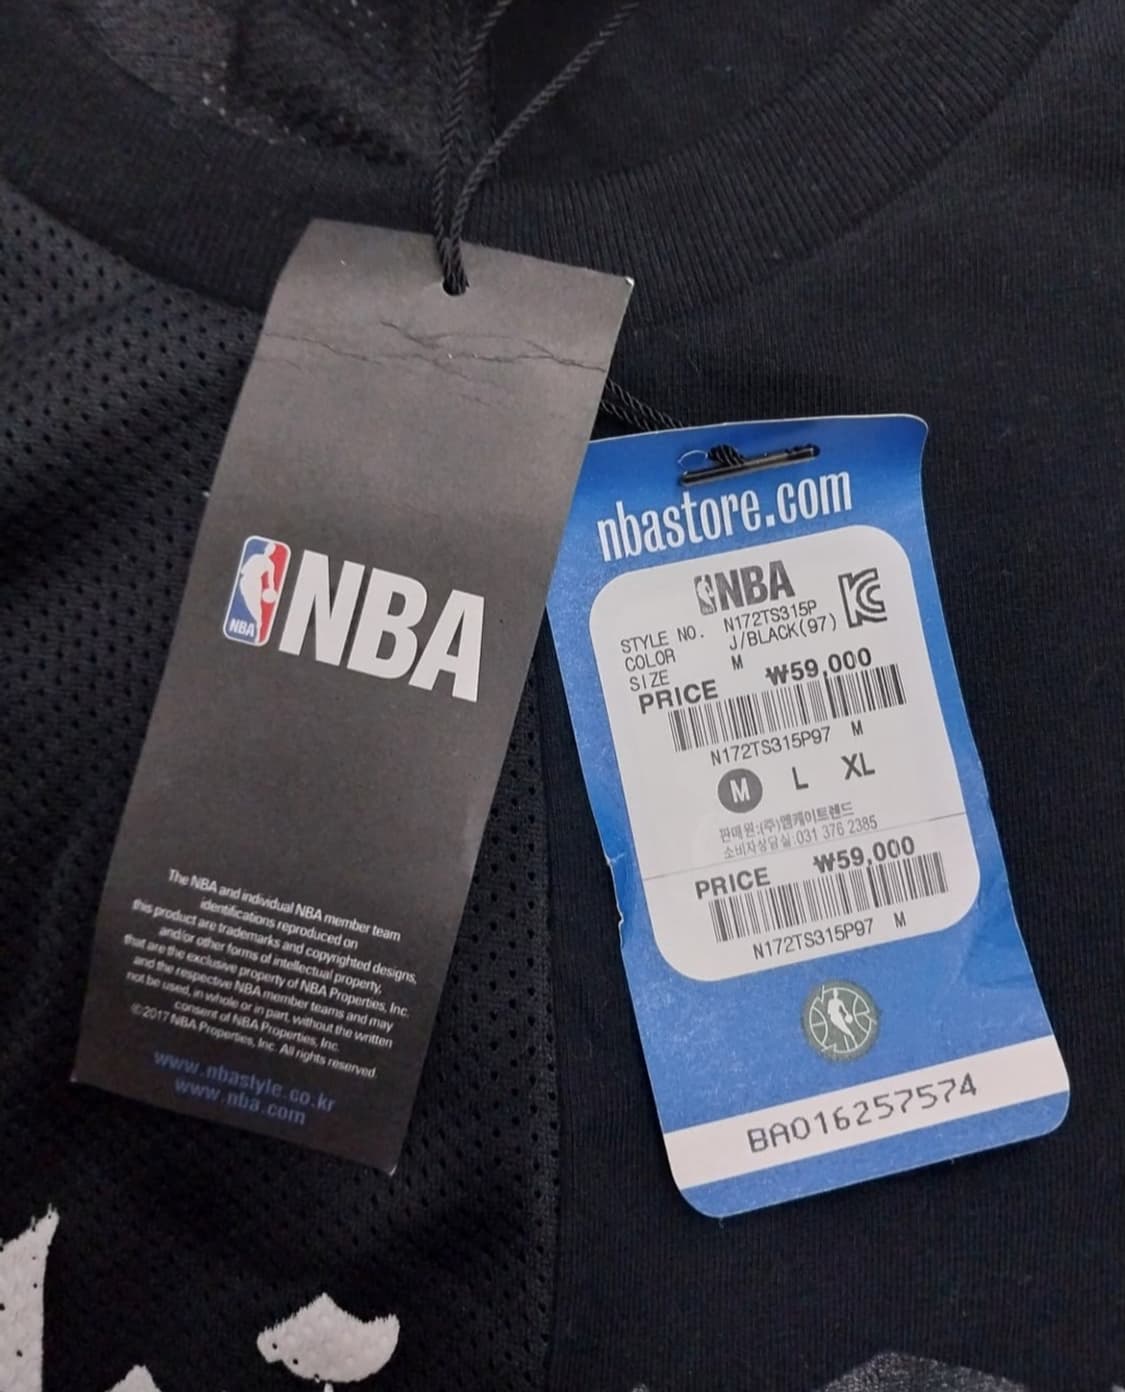 NBA
NBA
The NBA and individual NBA member team
identifications reproduced on
this product are trademarks and copyrighted designs,
and/or other forms of intellectual property,
that are the exclusive property of NBA Properties, Inc.
and the respective NBA member teams and may
not be used, in whole or in part, without the written
consent of NBA Properties, Inc.
©2017 NBA Properties, Inc. All rights reserved.
www.nbastyle.co.kr
www.nba.com
nbastore.com
NBA
STYLE NO. N172TS315P
COLOR J/BLACK(97)
SIZE M
PRICE ₩59,000
N172TS315P97 M
M L XL
판매원:(주)엠케이트렌드
소비자상담실:031 376 2385
PRICE ₩59,000
N172TS315P97 M
BA016257574